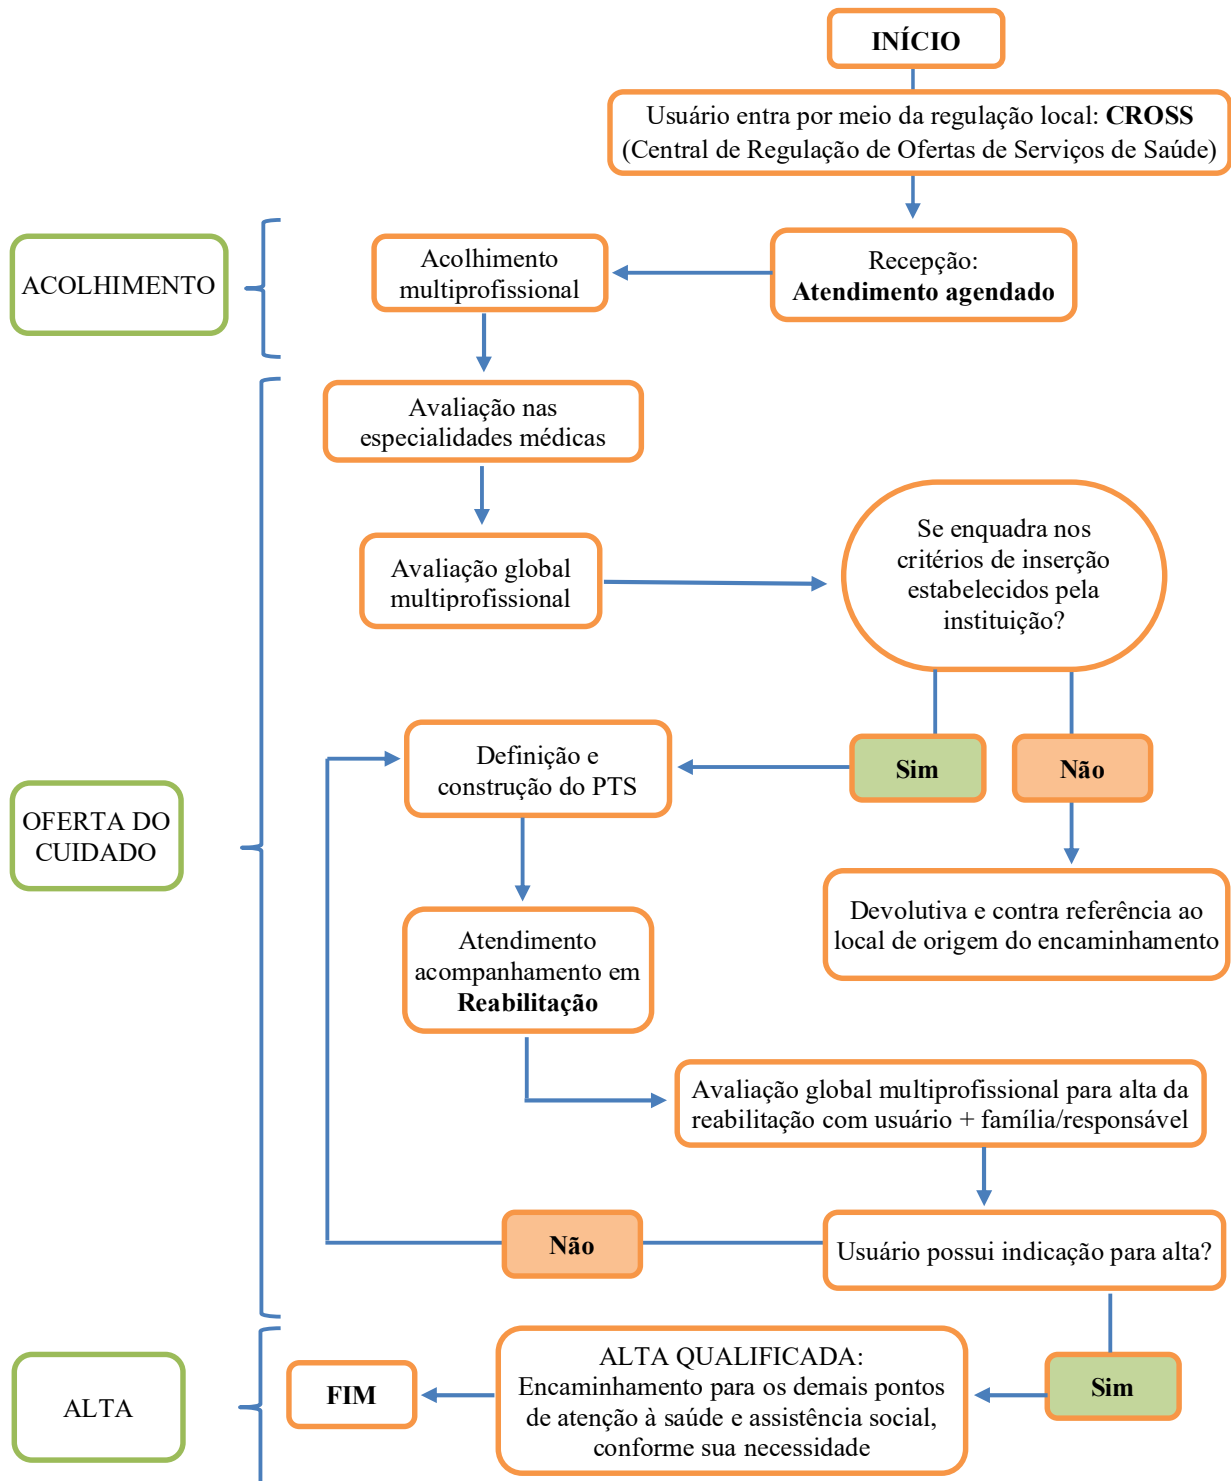 INÍCIO
Usuário entra por meio da regulação local: CROSS
(Central de Regulação de Ofertas de Serviços de Saúde)
ACOLHIMENTO
Acolhimento
multiprofissional
Recepção:
Atendimento agendado
Avaliação nas
especialidades médicas
Avaliação global
multiprofissional
Se enquadra nos
critérios de inserção
estabelecidos pela
instituição?
Definição e
construção do PTS
Sim
Não
OFERTA DO
CUIDADO
Devolutiva e contra referência ao
local de origem do encaminhamento
Atendimento
acompanhamento em
Reabilitação
Avaliação global multiprofissional para alta da
reabilitação com usuário + família/responsável
Não
Usuário possui indicação para alta?
ALTA
FIM
ALTA QUALIFICADA:
Encaminhamento para os demais pontos
de atenção à saúde e assistência social,
conforme sua necessidade
Sim